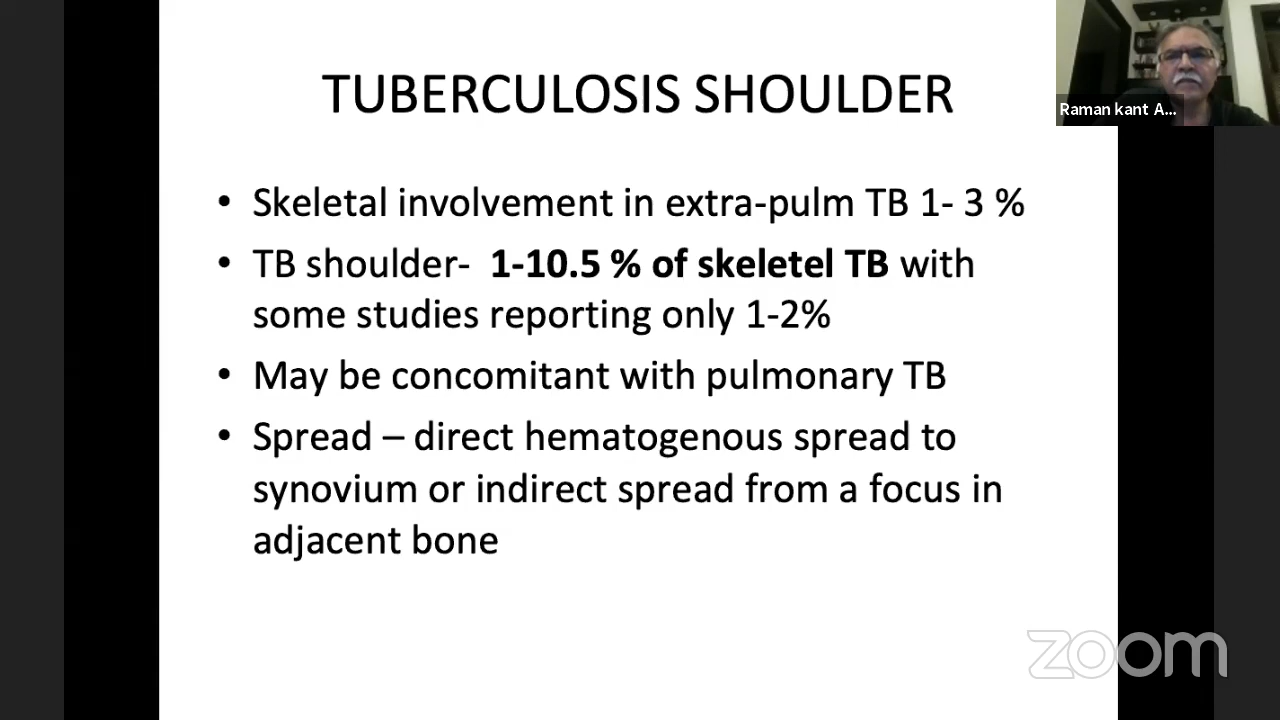 TUBERCULOSIS SHOULDER
Raman kant A...
• Skeletal involvement in extra-pulm TB 1- 3 %
• TB shoulder- 1-10.5 % of skeletel TB with
some studies reporting only 1-2%
• May be concomitant with pulmonary TB
• Spread – direct hematogenous spread to
synovium or indirect spread from a focus in
adjacent bone
zoom